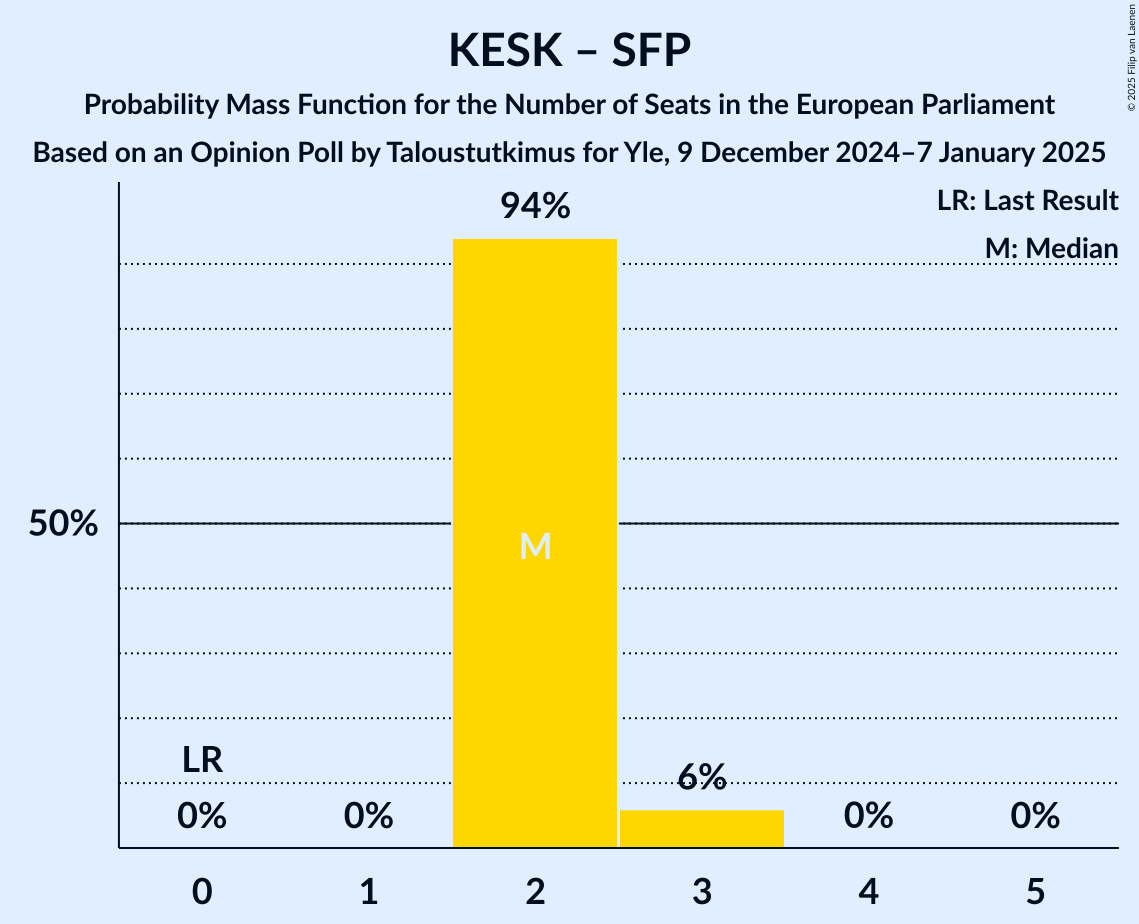 KESK – SFP
Probability Mass Function for the Number of Seats in the European Parliament
Based on an Opinion Poll by Taloustutkimus for Yle, 9 December 2024–7 January 2025
© 2025 Filip van Laenen
LR: Last Result
M: Median
94%
50%
M
LR
6%
0% 0% 0% 0%
0 1 2 3 4 5